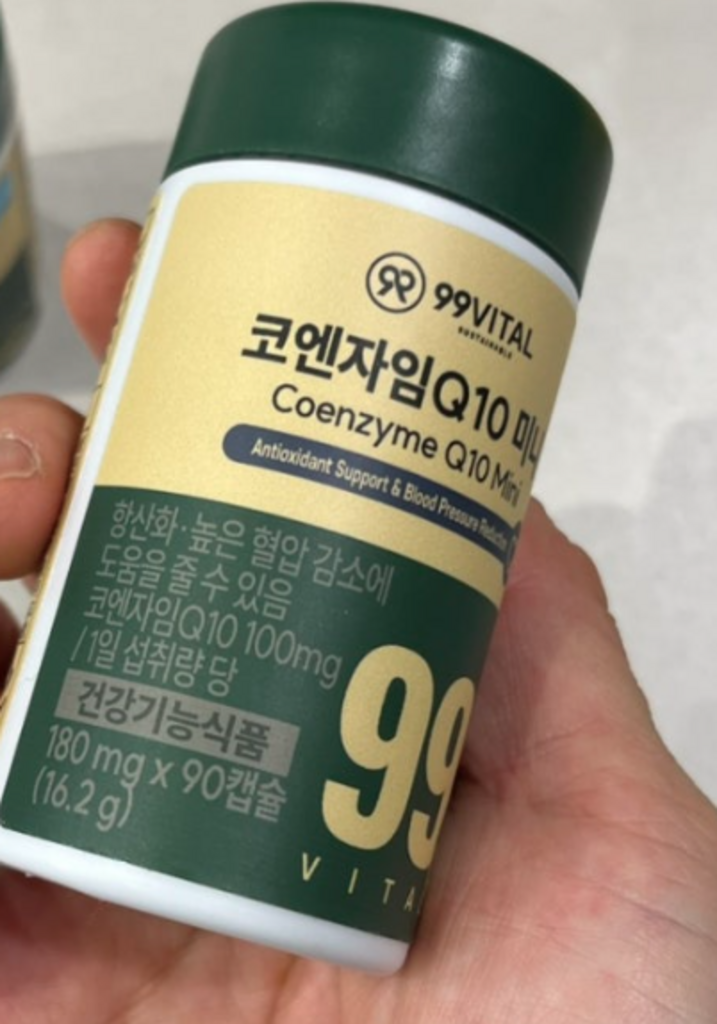 99VITAL
SUSTAINABLE
코엔자임Q10 미니
Coenzyme Q10 Mini
Antioxidant Support & Blood Pressure Reduction
항산화·높은 혈압 감소에
도움을 줄 수 있음
코엔자임Q10 100mg
/1일 섭취량 당
건강기능식품
180 mg x 90캡슐
(16.2 g)
99
VITA